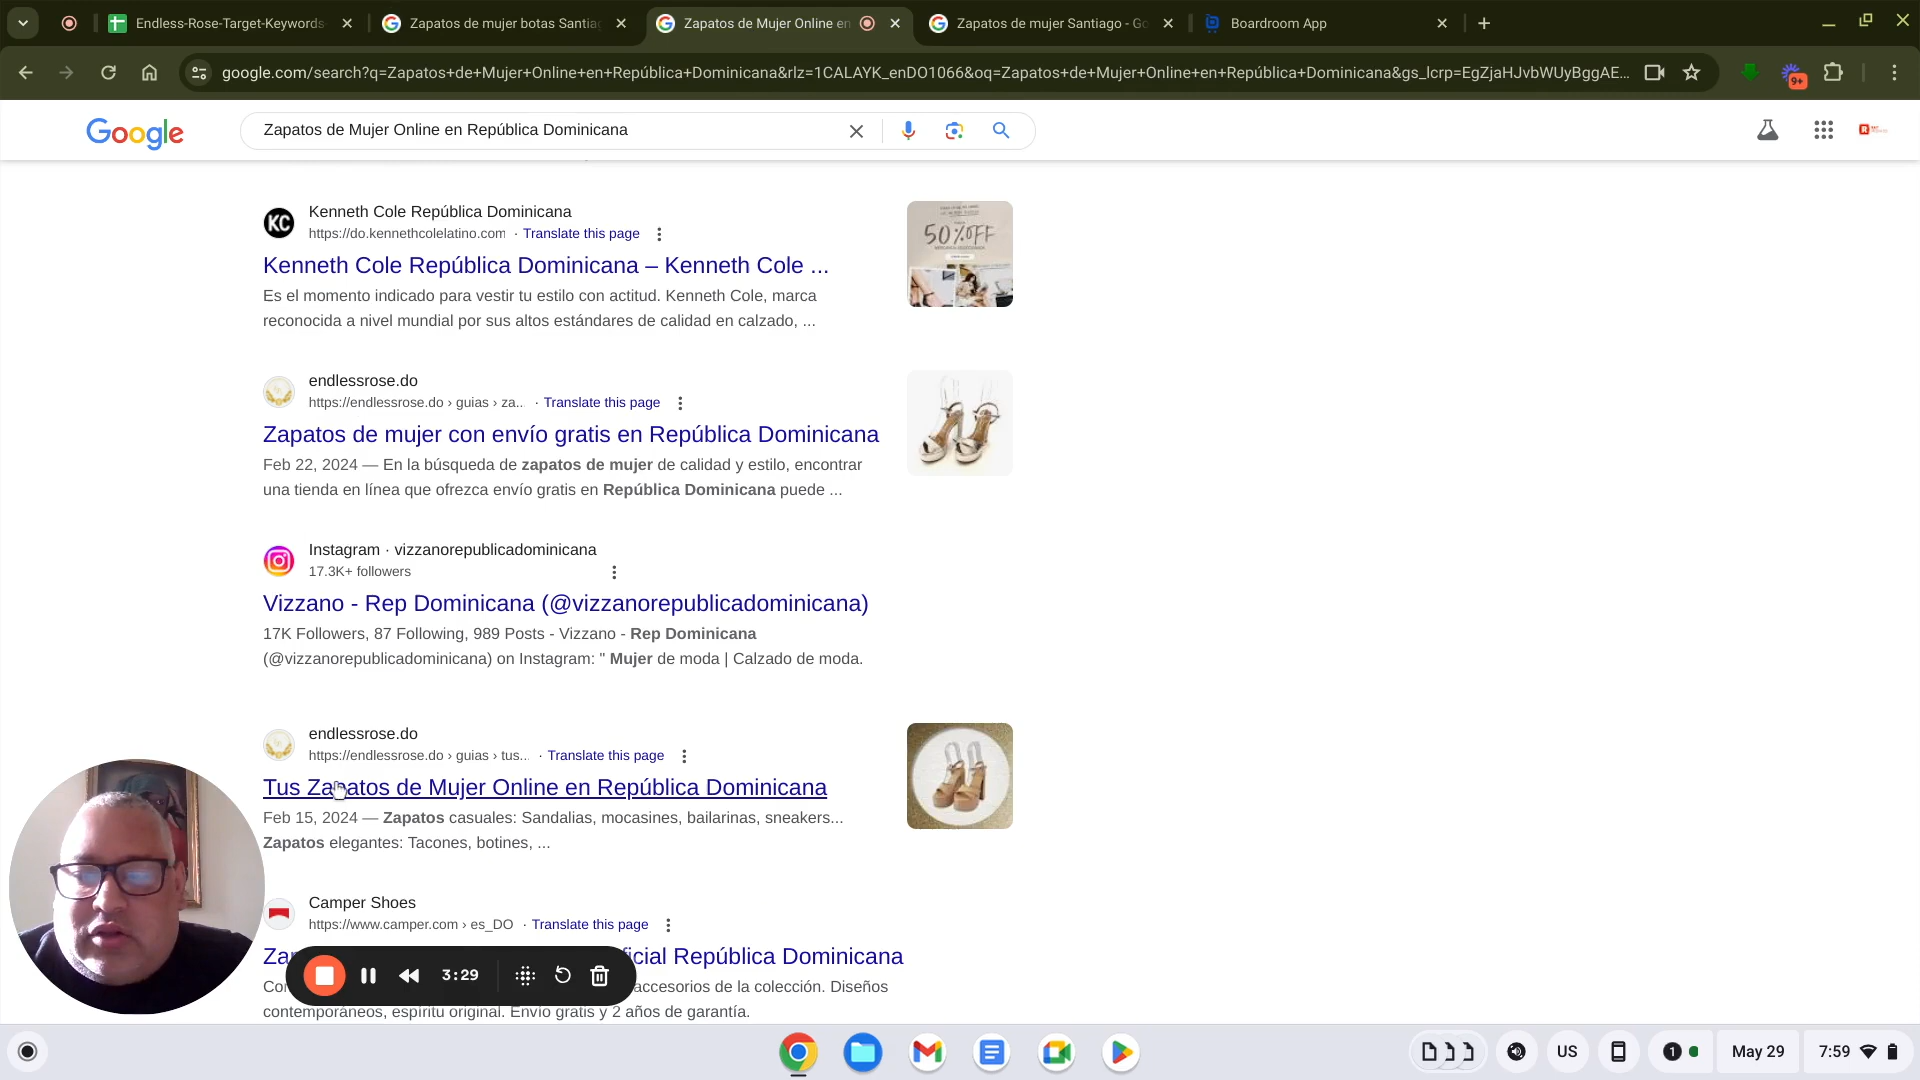 Endless-Rose-Target-Keywords
Zapatos de mujer botas Santia
Zapatos de Mujer Online en
Zapatos de mujer Santiago - Go
Boardroom App
google.com/search?q=Zapatos+de+Mujer+Online+en+República+Dominicana&rlz=1CALAYK_enDO1066&oq=Zapatos+de+Mujer+Online+en+República+Dominicana&gs_lcrp=EgZjaHJvbWUyBggAE...
9+
Google
Zapatos de Mujer Online en República Dominicana
KC
Kenneth Cole República Dominicana
https://do.kennethcolelatino.com · Translate this page
Kenneth Cole República Dominicana – Kenneth Cole ...
Es el momento indicado para vestir tu estilo con actitud. Kenneth Cole, marca
reconocida a nivel mundial por sus altos estándares de calidad en calzado, ...
50%OFF
endlessrose.do
https://endlessrose.do › guias › za... · Translate this page
Zapatos de mujer con envío gratis en República Dominicana
Feb 22, 2024 — En la búsqueda de zapatos de mujer de calidad y estilo, encontrar
una tienda en línea que ofrezca envío gratis en República Dominicana puede ...
Instagram · vizzanorepublicadominicana
17.3K+ followers
Vizzano - Rep Dominicana (@vizzanorepublicadominicana)
17K Followers, 87 Following, 989 Posts - Vizzano - Rep Dominicana
(@vizzanorepublicadominicana) on Instagram: " Mujer de moda | Calzado de moda.
endlessrose.do
https://endlessrose.do › guias › tus... · Translate this page
Tus Zapatos de Mujer Online en República Dominicana
Feb 15, 2024 — Zapatos casuales: Sandalias, mocasines, bailarinas, sneakers...
Zapatos elegantes: Tacones, botines, ...
Camper Shoes
https://www.camper.com › es_DO · Translate this page
Za icial República Dominicana
Co accesorios de la colección. Diseños
contemporáneos, espíritu original. Envío gratis y 2 años de garantía.
3:29
US
1
May 29
7:59